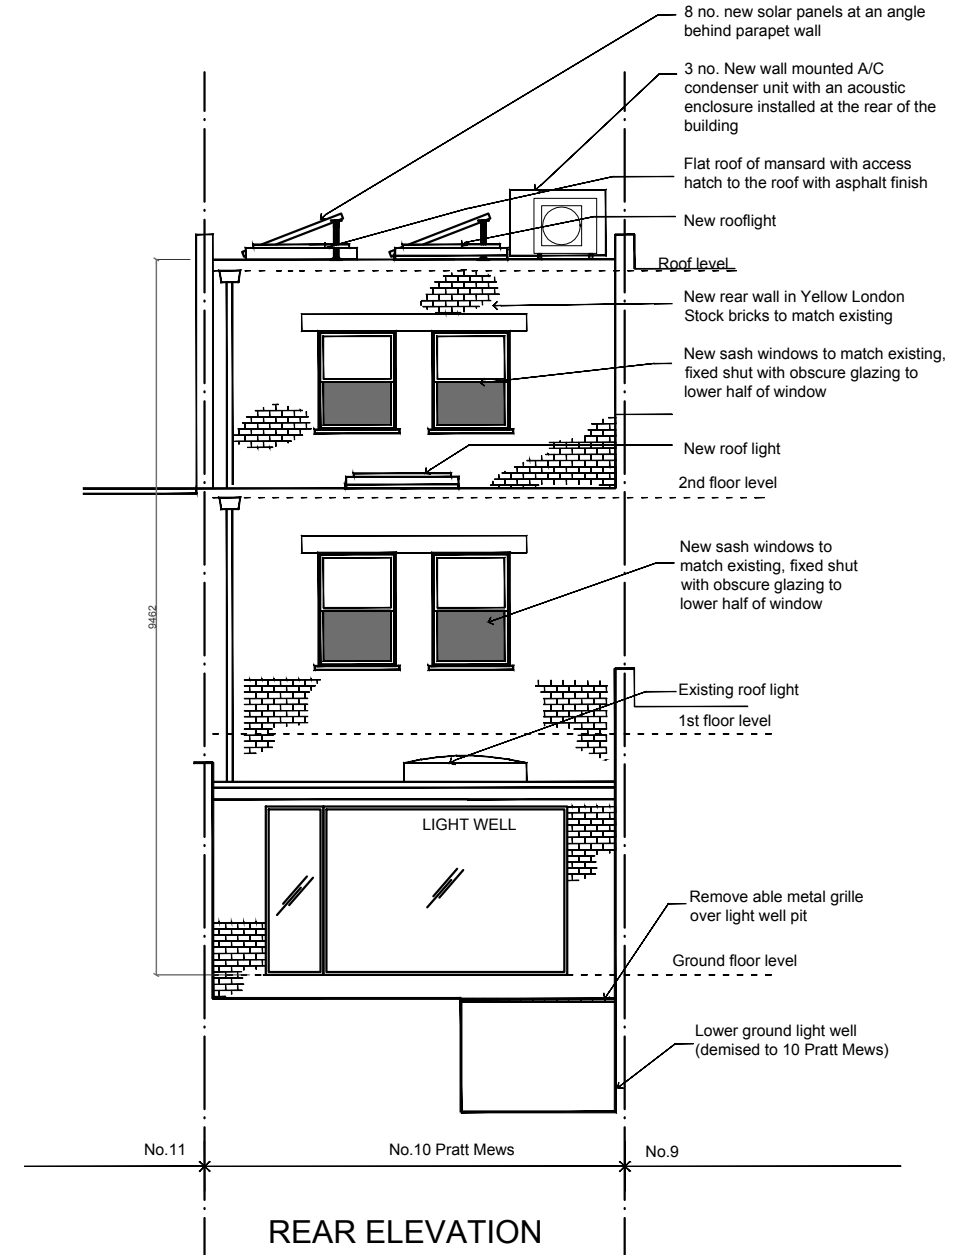 8 no. new solar panels at an angle
behind parapet wall
3 no. New wall mounted A/C
condenser unit with an acoustic
enclosure installed at the rear of the
building
Flat roof of mansard with access
hatch to the roof with asphalt finish
New rooflight
Roof level
New rear wall in Yellow London
Stock bricks to match existing
New sash windows to match existing,
fixed shut with obscure glazing to
lower half of window
New roof light
2nd floor level
New sash windows to
match existing, fixed shut
with obscure glazing to
lower half of window
9462
Existing roof light
1st floor level
LIGHT WELL
Remove able metal grille
over light well pit
Ground floor level
Lower ground light well
(demised to 10 Pratt Mews)
No.11
No.10 Pratt Mews
No.9
REAR ELEVATION